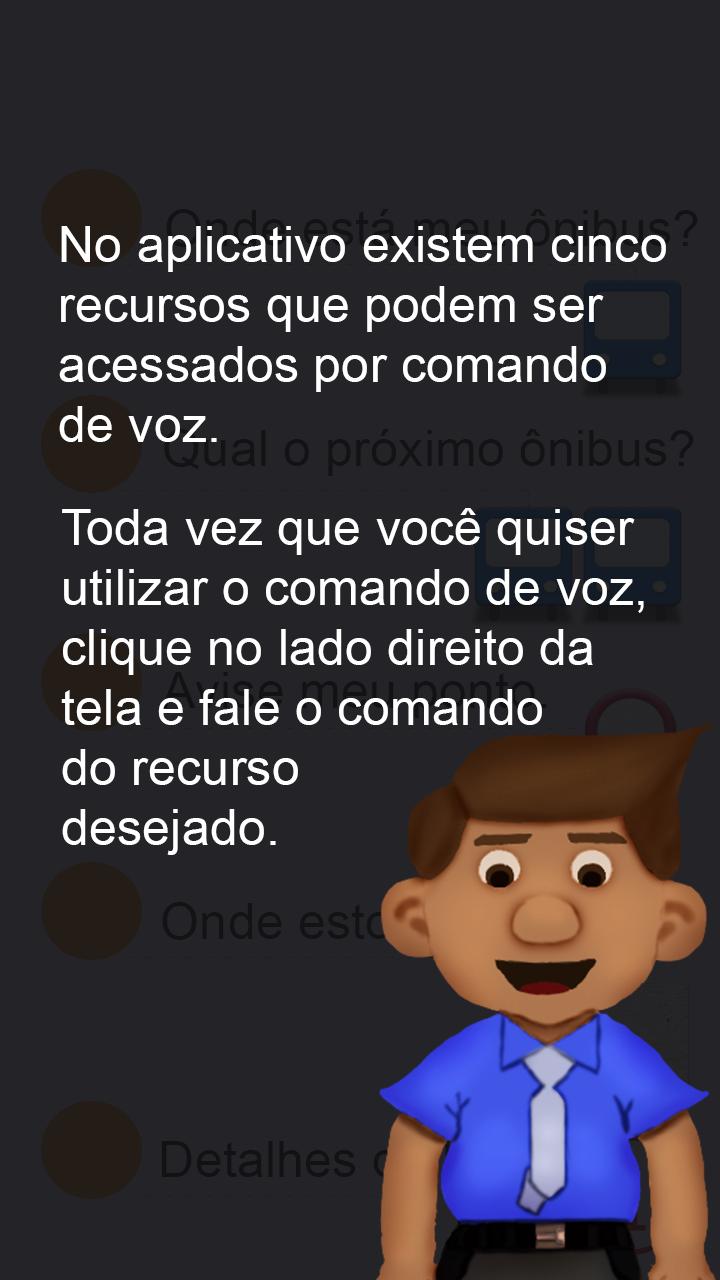 Onde está meu ônibus?
No aplicativo existem cinco
recursos que podem ser
acessados por comando
de voz.
Qual o próximo ônibus?
Toda vez que você quiser
utilizar o comando de voz,
clique no lado direito da
tela e fale o comando
Avise meu ponto.
do recurso
desejado.
Onde
Detalhes